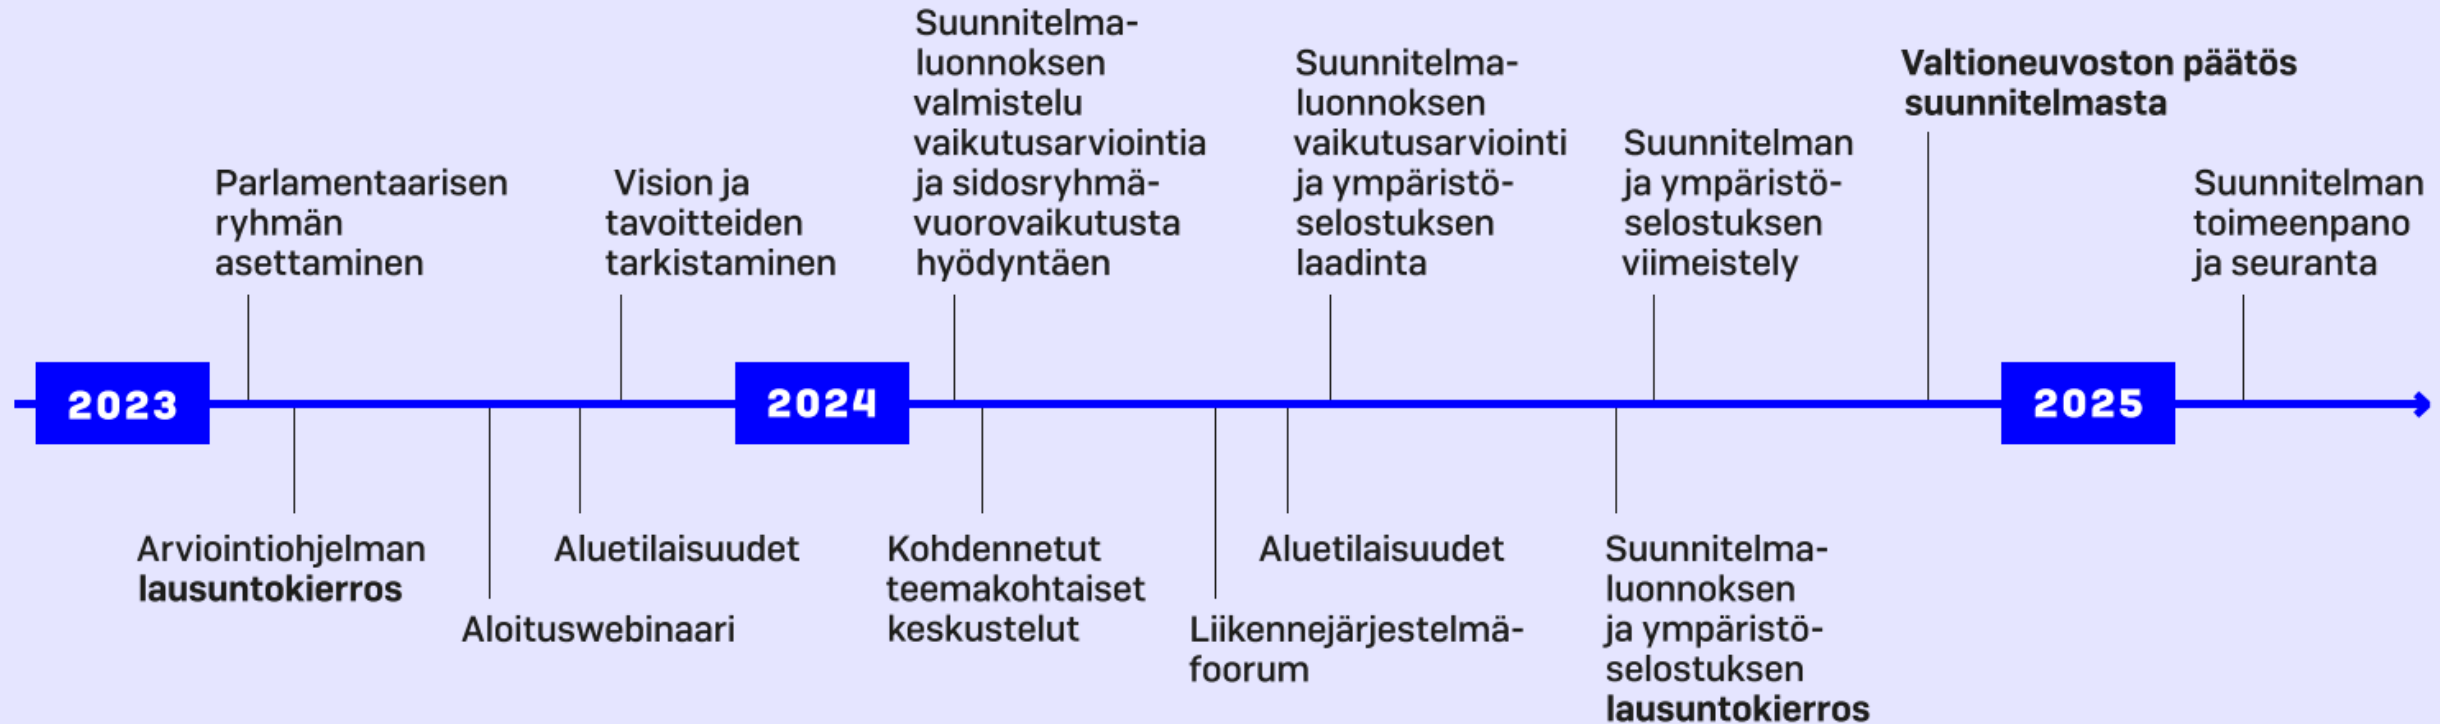 Parlamentaarisen
ryhmän
asettaminen
Vision ja
tavoitteiden
tarkistaminen
Suunnitelma-
luonnoksen
valmistelu
vaikutusarviointia
ja sidosryhmä-
vuorovaikutusta
hyödyntäen
Suunnitelma-
luonnoksen
vaikutusarviointi
ja ympäristö-
selostuksen
laadinta
Suunnitelman
ja ympäristö-
selostuksen
viimeistely
Valtioneuvoston päätös
suunnitelmasta
Suunnitelman
toimeenpano
ja seuranta
2023
2024
2025
Arviointiohjelman
lausuntokierros
Aloituswebinaari
Aluetilaisuudet
Kohdennetut
teemakohtaiset
keskustelut
Liikennejärjestelmä-
foorum
Aluetilaisuudet
Suunnitelma-
luonnoksen
ja ympäristö-
selostuksen
lausuntokierros